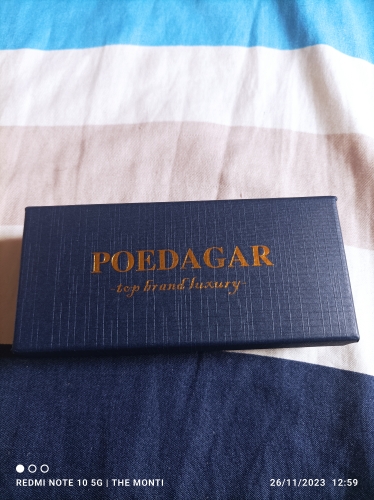 POEDAGAR
top brand luxury
REDMI NOTE 10 5G | THE MONTI
26/11/2023 12:59